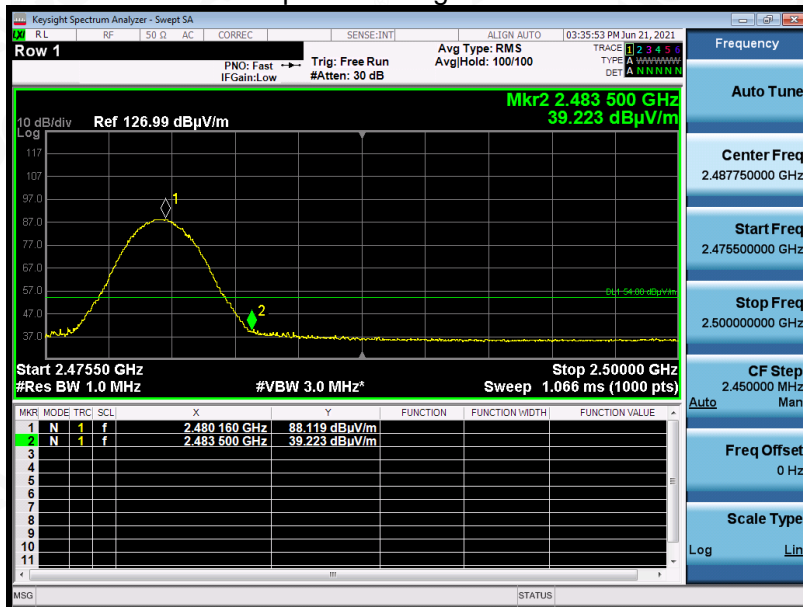 Keysight Spectrum Analyzer - Swept SA
RL RF 50 Ω AC CORREC SENSE:INT ALIGN AUTO 03:35:53 PM Jun 21, 2021
Row 1
PNO: Fast
IFGain:Low
Trig: Free Run
#Atten: 30 dB
Avg Type: RMS
Avg|Hold: 100/100
TRACE 1 2 3 4 5 6
TYPE A WWWWW
DET A N N N N N
Mkr2 2.483 500 GHz
39.223 dBµV/m
10 dB/div Ref 126.99 dBµV/m
Log
117
107
97.0
87.0
77.0
67.0
57.0
47.0
37.0
1
2
DL1 54.00 dBµV/m
Start 2.47550 GHz Stop 2.50000 GHz
#Res BW 1.0 MHz #VBW 3.0 MHz* Sweep 1.066 ms (1000 pts)
MKR MODE TRC SCL X Y FUNCTION FUNCTION WIDTH FUNCTION VALUE
1 N 1 f 2.480 160 GHz 88.119 dBµV/m
2 N 1 f 2.483 500 GHz 39.223 dBµV/m
3
4
5
6
7
8
9
10
11
MSG STATUS
Frequency
Auto Tune
Center Freq
2.487750000 GHz
Start Freq
2.475500000 GHz
Stop Freq
2.500000000 GHz
CF Step
2.450000 MHz
Auto Man
Freq Offset
0 Hz
Scale Type
Log Lin